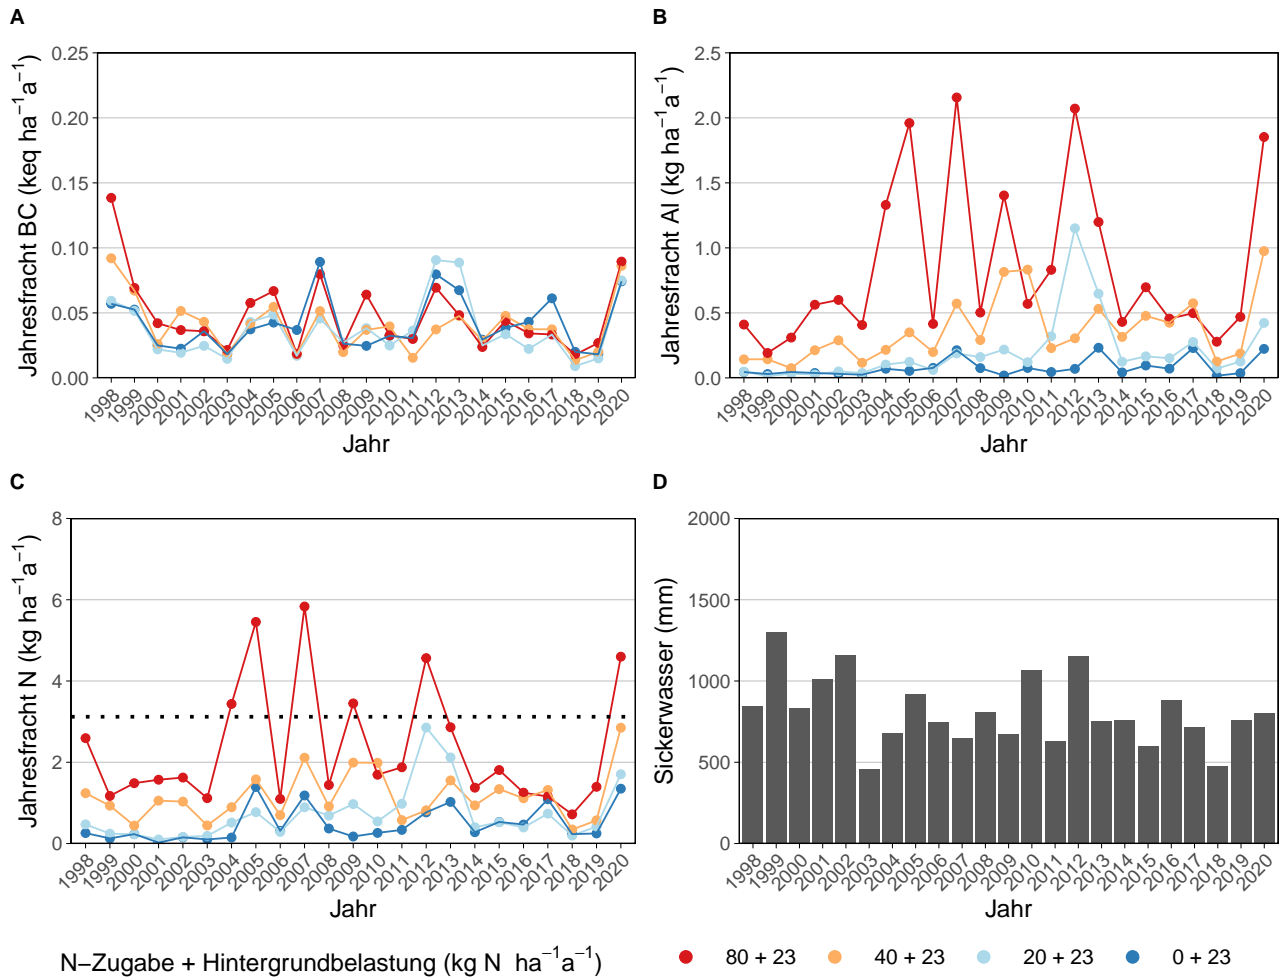 A
Jahresfracht BC (keq ha−1a−1)
0.25
0.20
0.15
0.10
0.05
0.00
1998 1999 2000 2001 2002 2003 2004 2005 2006 2007 2008 2009 2010 2011 2012 2013 2014 2015 2016 2017 2018 2019 2020
Jahr
B
Jahresfracht Al (kg ha−1a−1)
2.5
2.0
1.5
1.0
0.5
0.0
1998 1999 2000 2001 2002 2003 2004 2005 2006 2007 2008 2009 2010 2011 2012 2013 2014 2015 2016 2017 2018 2019 2020
Jahr
C
Jahresfracht N (kg ha−1a−1)
8
6
4
2
0
1998 1999 2000 2001 2002 2003 2004 2005 2006 2007 2008 2009 2010 2011 2012 2013 2014 2015 2016 2017 2018 2019 2020
Jahr
D
Sickerwasser (mm)
2000
1500
1000
500
0
1998 1999 2000 2001 2002 2003 2004 2005 2006 2007 2008 2009 2010 2011 2012 2013 2014 2015 2016 2017 2018 2019 2020
Jahr
N−Zugabe + Hintergrundbelastung (kg N ha−1a−1)
80 + 23
40 + 23
20 + 23
0 + 23